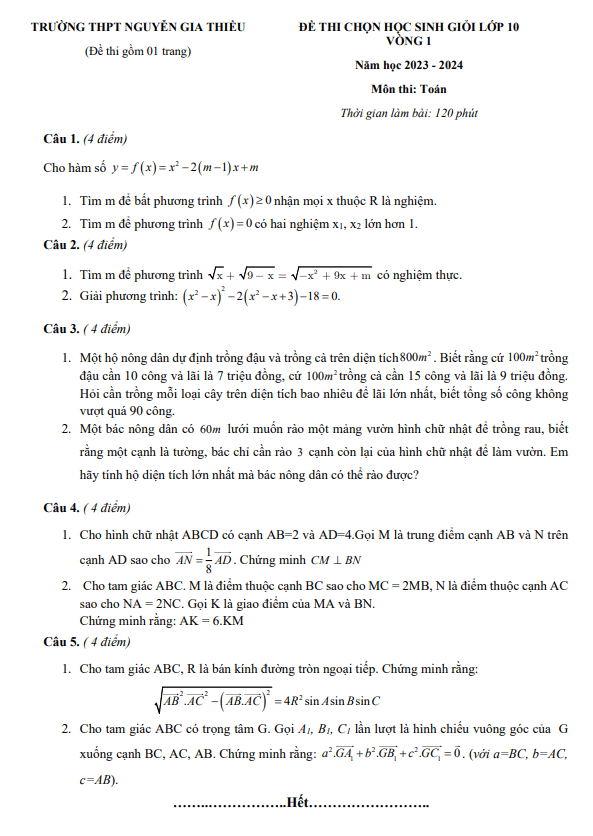 TRƯỜNG THPT NGUYỄN GIA THIỀU
(Đề thi gồm 01 trang)
ĐỀ THI CHỌN HỌC SINH GIỎI LỚP 10
VÒNG 1
Năm học 2023 - 2024
Môn thi: Toán
Thời gian làm bài: 120 phút
Câu 1. (4 điểm)
Cho hàm số y = f(x) = x² − 2(m−1)x + m
1. Tìm m để bất phương trình f(x) ≥ 0 nhận mọi x thuộc R là nghiệm.
2. Tìm m để phương trình f(x) = 0 có hai nghiệm x₁, x₂ lớn hơn 1.
Câu 2. (4 điểm)
1. Tìm m để phương trình √x + √(9 − x) = √(−x² + 9x + m) có nghiệm thực.
2. Giải phương trình: (x² − x)² − 2(x² − x + 3) − 18 = 0.
Câu 3. ( 4 điểm)
1. Một hộ nông dân dự định trồng đậu và trồng cà trên diện tích 800m². Biết rằng cứ 100m² trồng
đậu cần 10 công và lãi là 7 triệu đồng, cứ 100m² trồng cà cần 15 công và lãi là 9 triệu đồng.
Hỏi cần trồng mỗi loại cây trên diện tích bao nhiêu để lãi lớn nhất, biết tổng số công không
vượt quá 90 công.
2. Một bác nông dân có 60m lưới muốn rào một mảng vườn hình chữ nhật để trồng rau, biết
rằng một cạnh là tường, bác chỉ cần rào 3 cạnh còn lại của hình chữ nhật để làm vườn. Em
hãy tính hộ diện tích lớn nhất mà bác nông dân có thể rào được?
Câu 4. ( 4 điểm)
1. Cho hình chữ nhật ABCD có cạnh AB=2 và AD=4.Gọi M là trung điểm cạnh AB và N trên
cạnh AD sao cho $\overrightarrow{AN} = \frac{1}{8}\overrightarrow{AD}$. Chứng minh CM ⊥ BN
2. Cho tam giác ABC. M là điểm thuộc cạnh BC sao cho MC = 2MB, N là điểm thuộc cạnh AC
sao cho NA = 2NC. Gọi K là giao điểm của MA và BN.
Chứng minh rằng: AK = 6.KM
Câu 5. ( 4 điểm)
1. Cho tam giác ABC, R là bán kính đường tròn ngoại tiếp. Chứng minh rằng:
$\sqrt{\overrightarrow{AB}^2.\overrightarrow{AC}^2 - (\overrightarrow{AB}.\overrightarrow{AC})^2} = 4R^2 \sin A \sin B \sin C$
2. Cho tam giác ABC có trọng tâm G. Gọi A₁, B₁, C₁ lần lượt là hình chiếu vuông góc của G
xuống cạnh BC, AC, AB. Chứng minh rằng: $a^2.\overrightarrow{GA_1} + b^2.\overrightarrow{GB_1} + c^2.\overrightarrow{GC_1} = \vec{0}$. (với a=BC, b=AC,
c=AB).
……..……………..Hết……………………..